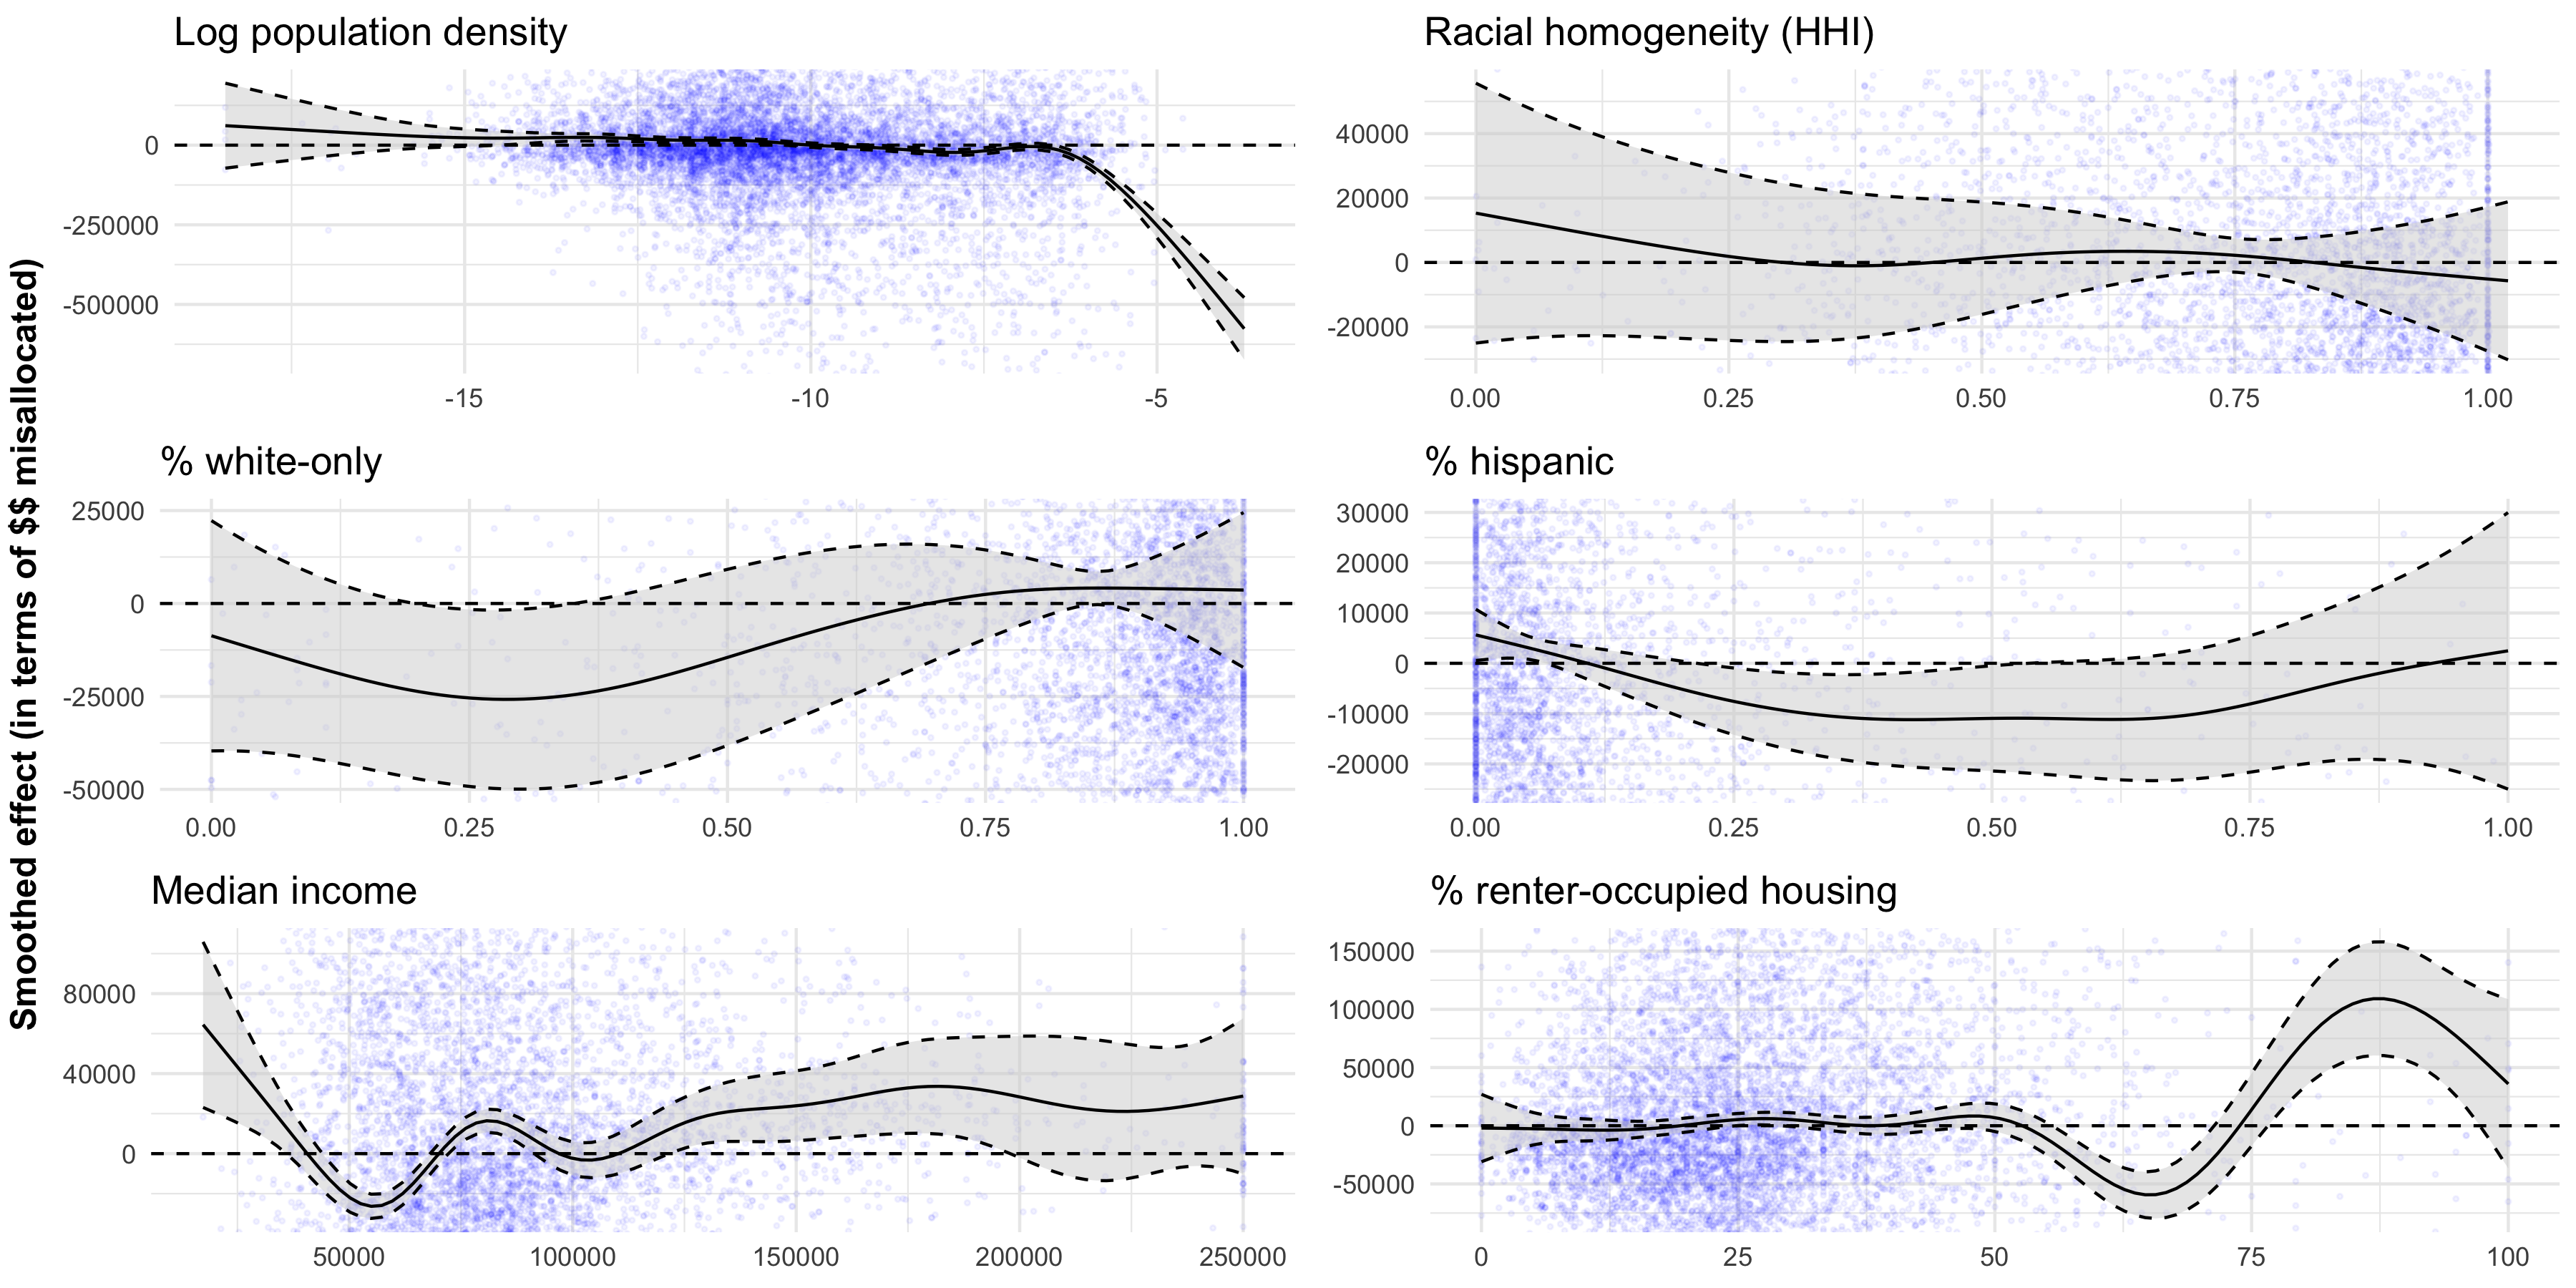 Smoothed effect (in terms of $$ misallocated)
Log population density
0
-250000
-500000
-15 -10 -5
Racial homogeneity (HHI)
40000
20000
0
-20000
0.00 0.25 0.50 0.75 1.00
% white-only
25000
0
-25000
-50000
0.00 0.25 0.50 0.75 1.00
% hispanic
30000
20000
10000
0
-10000
-20000
0.00 0.25 0.50 0.75 1.00
Median income
80000
40000
0
50000 100000 150000 200000 250000
% renter-occupied housing
150000
100000
50000
0
-50000
0 25 50 75 100